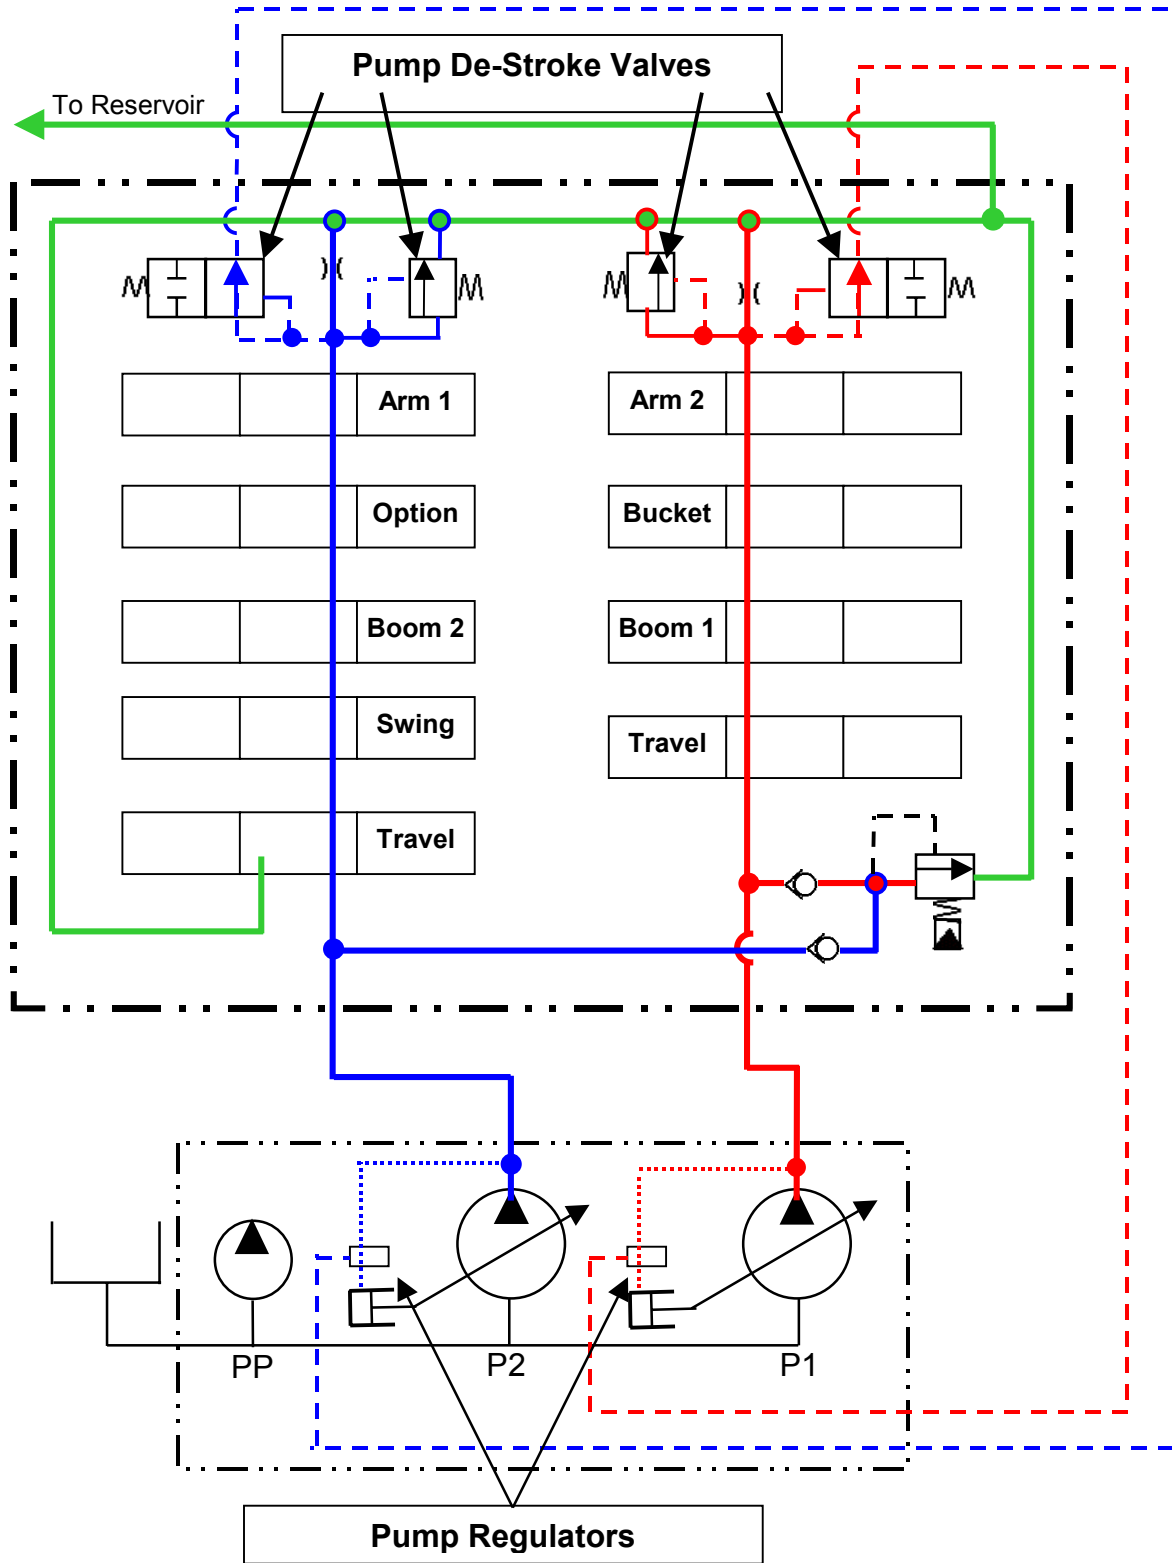 Pump De-Stroke Valves
To Reservoir
Arm 1
Arm 2
Option
Bucket
Boom 2
Boom 1
Swing
Travel
Travel
PP
P2
P1
Pump Regulators